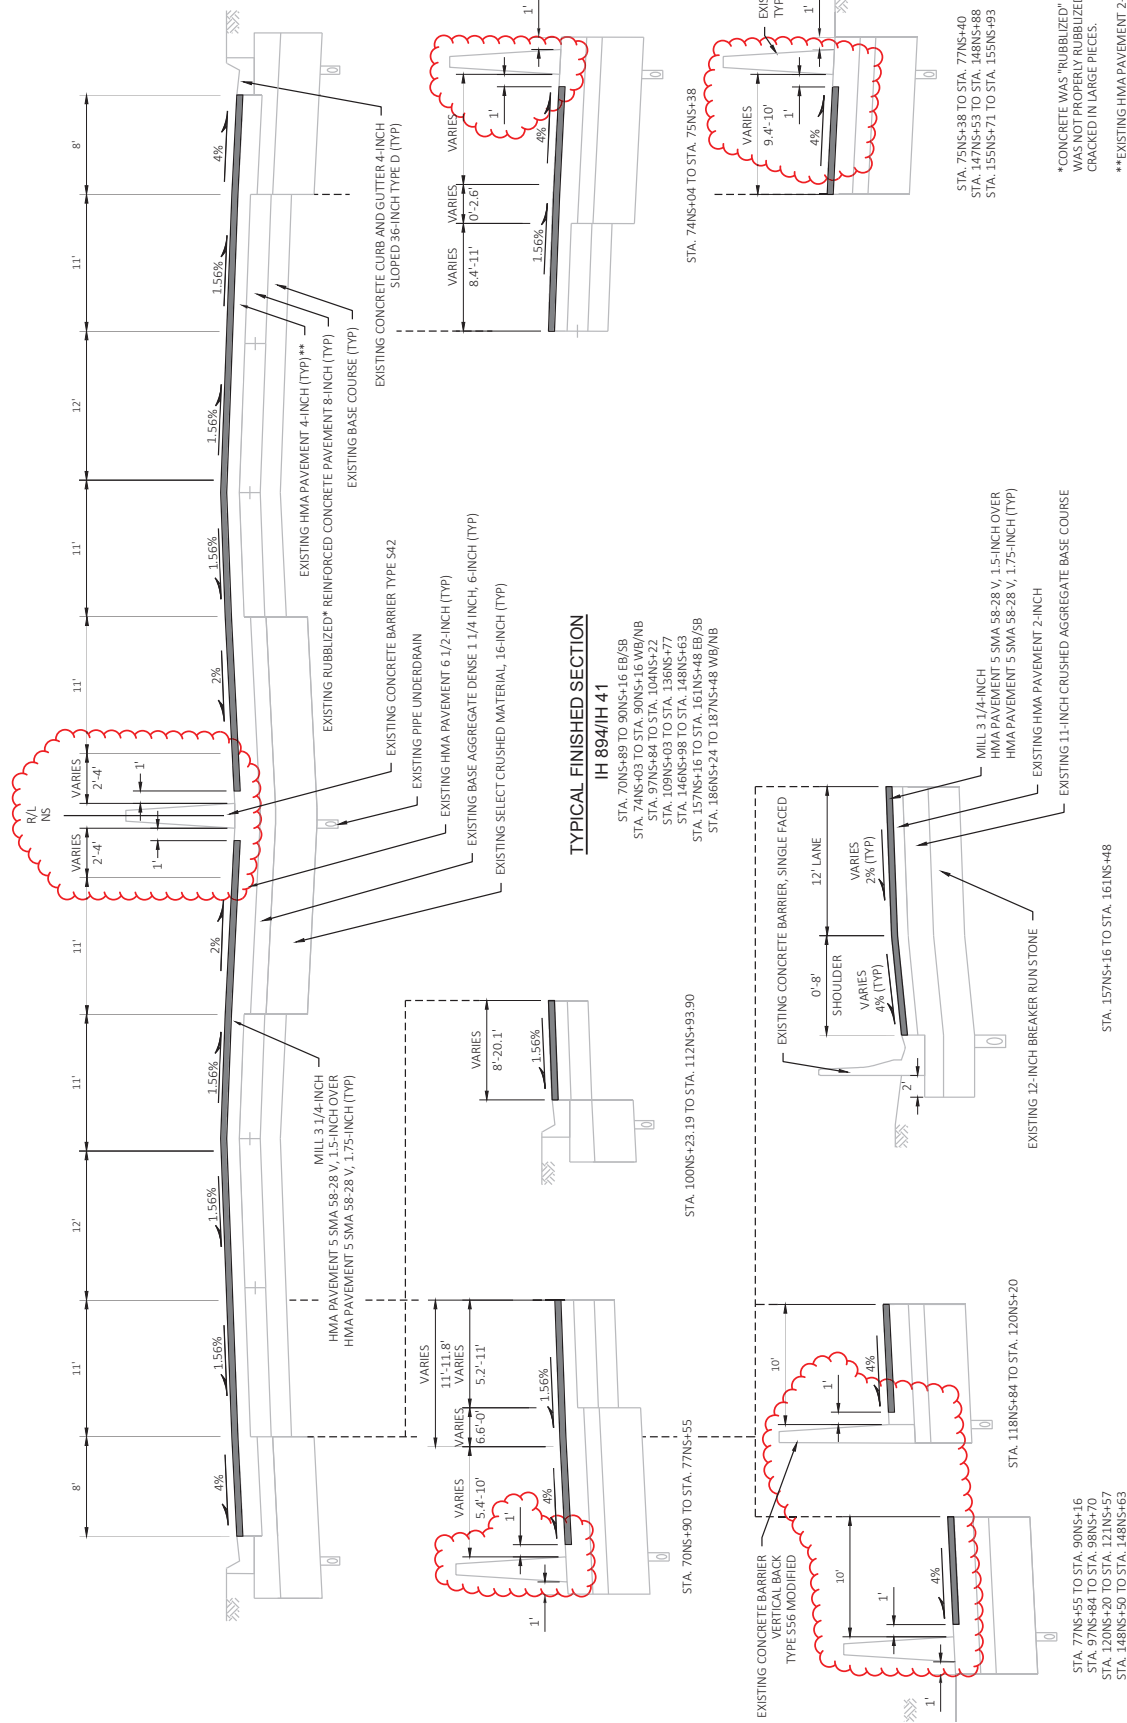 R/L
NS
8'
11'
12'
11'
11'
VARIES
2'-4'
VARIES
2'-4'
11'
11'
12'
11'
8'
1'
1'
4%
1.56%
1.56%
1.56%
2%
2%
1.56%
1.56%
1.56%
4%
MILL 3 1/4-INCH
HMA PAVEMENT 5 SMA 58-28 V, 1.5-INCH OVER
HMA PAVEMENT 5 SMA 58-28 V, 1.75-INCH (TYP)
EXISTING SELECT CRUSHED MATERIAL, 16-INCH (TYP)
EXISTING BASE AGGREGATE DENSE 1 1/4 INCH, 6-INCH (TYP)
EXISTING HMA PAVEMENT 6 1/2-INCH (TYP)
EXISTING PIPE UNDERDRAIN
EXISTING CONCRETE BARRIER TYPE S42
EXISTING RUBBLIZED* REINFORCED CONCRETE PAVEMENT 8-INCH (TYP)
EXISTING HMA PAVEMENT 4-INCH (TYP)**
EXISTING BASE COURSE (TYP)
EXISTING CONCRETE CURB AND GUTTER 4-INCH
SLOPED 36-INCH TYPE D (TYP)
TYPICAL FINISHED SECTION
IH 894/IH 41
STA. 70NS+89 TO 90NS+16 EB/SB
STA. 74NS+03 TO STA. 90NS+16 WB/NB
STA. 97NS+84 TO STA. 104NS+22
STA. 109NS+03 TO STA. 136NS+77
STA. 146NS+98 TO STA. 148NS+63
STA. 157NS+16 TO STA. 161NS+48 EB/SB
STA. 186NS+24 TO 187NS+48 WB/NB
VARIES
11'-11.8'
VARIES
5.4'-10'
VARIES
6.6'-0'
VARIES
5.2'-11'
1'
1'
4%
1.56%
STA. 70NS+90 TO STA. 77NS+55
VARIES
8'-20.1'
1.56%
STA. 100NS+23.19 TO STA. 112NS+93.90
VARIES
8.4'-11'
VARIES
0'-2.6'
VARIES
1'
1'
1.56%
4%
STA. 74NS+04 TO STA. 75NS+38
EXISTING CONCRETE BARRIER
VERTICAL BACK
TYPE S56 MODIFIED
10'
1'
1'
4%
STA. 77NS+55 TO STA. 90NS+16
STA. 97NS+84 TO STA. 98NS+70
STA. 120NS+20 TO STA. 121NS+57
STA. 148NS+50 TO STA. 148NS+63
10'
1'
4%
STA. 118NS+84 TO STA. 120NS+20
EXISTING CONCRETE BARRIER, SINGLE FACED
0'-8'
SHOULDER
12' LANE
VARIES
4% (TYP)
VARIES
2% (TYP)
2'
MILL 3 1/4-INCH
HMA PAVEMENT 5 SMA 58-28 V, 1.5-INCH OVER
HMA PAVEMENT 5 SMA 58-28 V, 1.75-INCH (TYP)
EXISTING HMA PAVEMENT 2-INCH
EXISTING 11-INCH CRUSHED AGGREGATE BASE COURSE
EXISTING 12-INCH BREAKER RUN STONE
STA. 157NS+16 TO STA. 161NS+48
VARIES
9.4'-10'
1'
1'
4%
STA. 75NS+38 TO STA. 77NS+40
STA. 147NS+53 TO STA. 148NS+88
STA. 155NS+71 TO STA. 155NS+93
*CONCRETE WAS "RUBBLIZED"
WAS NOT PROPERLY RUBBLIZED
CRACKED IN LARGE PIECES.
**EXISTING HMA PAVEMENT 2-